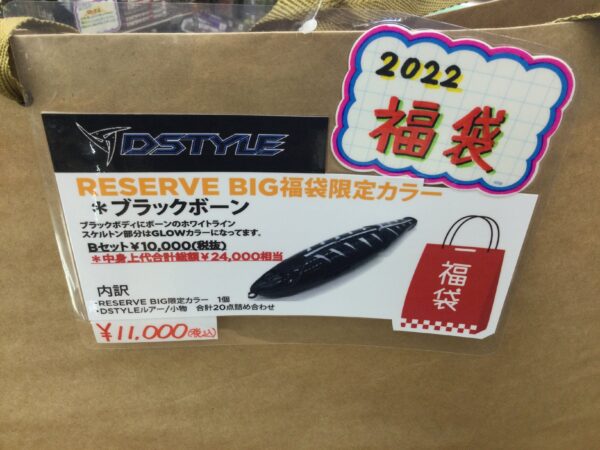 2022
福袋
DSTYLE
RESERVE BIG福袋限定カラー
＊ブラックボーン
ブラックボディにボーンのホワイトライン
スケルトン部分はGLOWカラーになってます。
Bセット¥10,000(税抜)
＊中身上代合計総額¥24,000相当
内訳
・RESERVE BIG限定カラー 1個
・DSTYLEルアー/小物 合計20点詰め合わせ
¥11,000(税込)
福袋